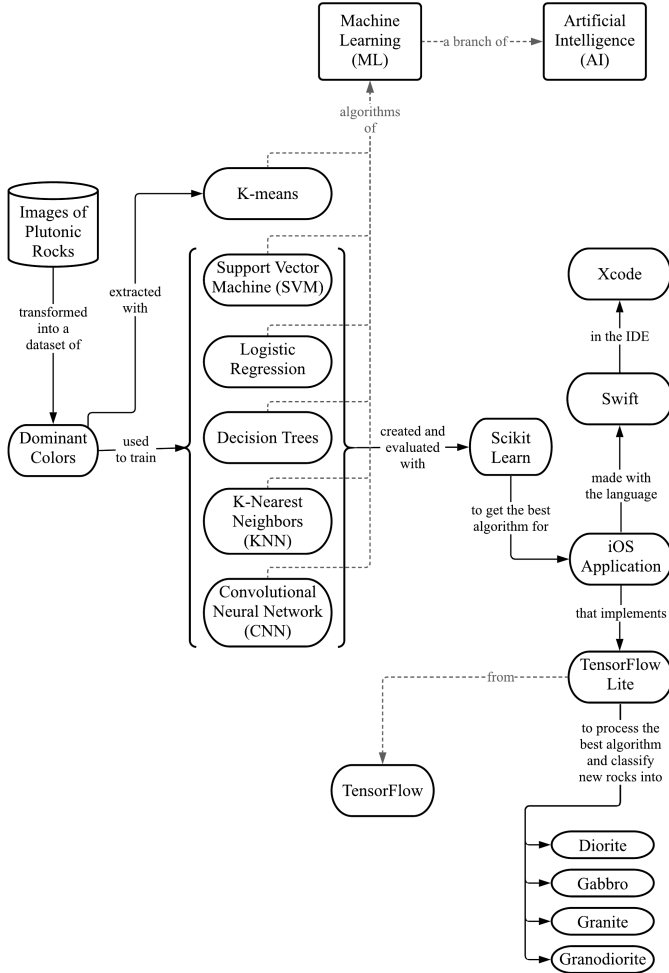 Machine
Learning
(ML)
a branch of
Artificial
Intelligence
(AI)
algorithms
of
K-means
Images of
Plutonic
Rocks
extracted
with
transformed
into a
dataset of
Dominant
Colors
used
to train
Support Vector
Machine (SVM)
Logistic
Regression
Decision Trees
K-Nearest
Neighbors
(KNN)
Convolutional
Neural Network
(CNN)
created and
evaluated
with
Scikit
Learn
to get the best
algorithm for
Xcode
in the IDE
Swift
made with
the language
iOS
Application
that implements
TensorFlow
Lite
from
TensorFlow
to process the
best algorithm
and classify
new rocks into
Diorite
Gabbro
Granite
Granodiorite